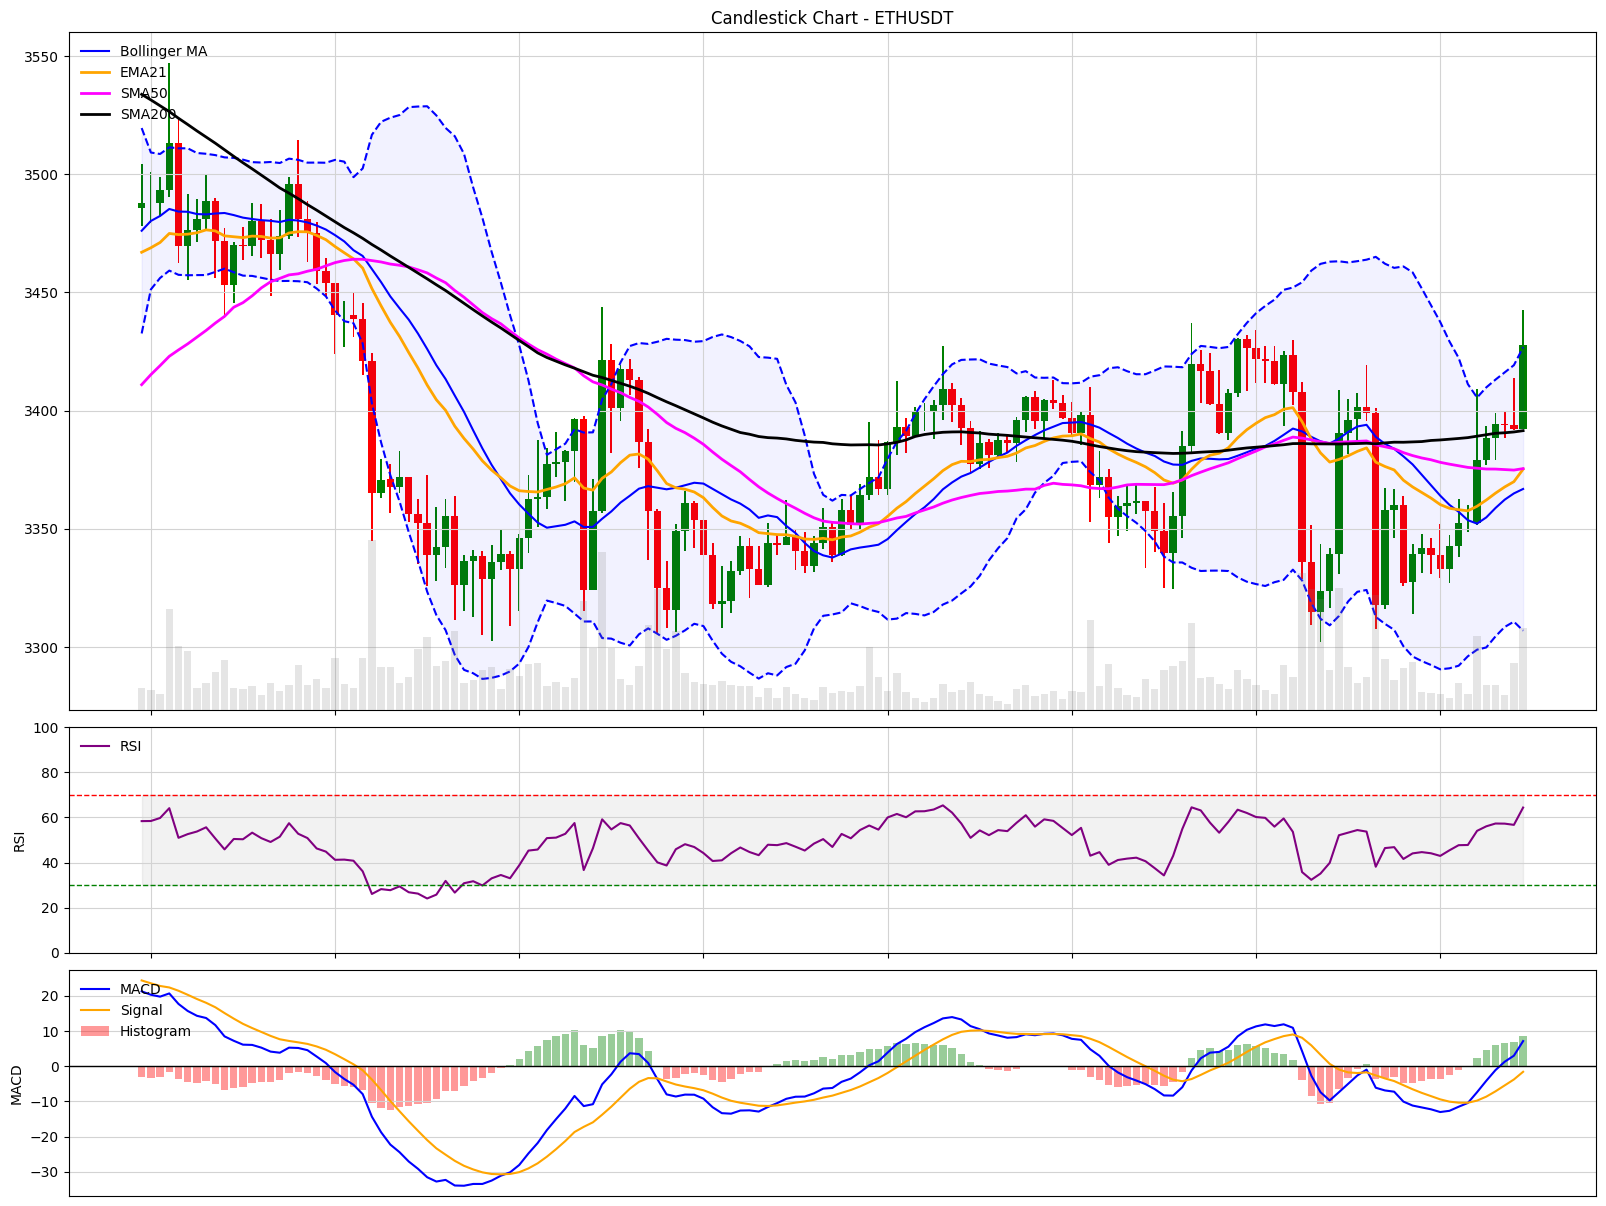 Candlestick Chart - ETHUSDT
Bollinger MA
EMA21
SMA50
SMA200
3550
3500
3450
3400
3350
3300
RSI
RSI
100
80
60
40
20
0
MACD
Signal
Histogram
MACD
20
10
0
−10
−20
−30